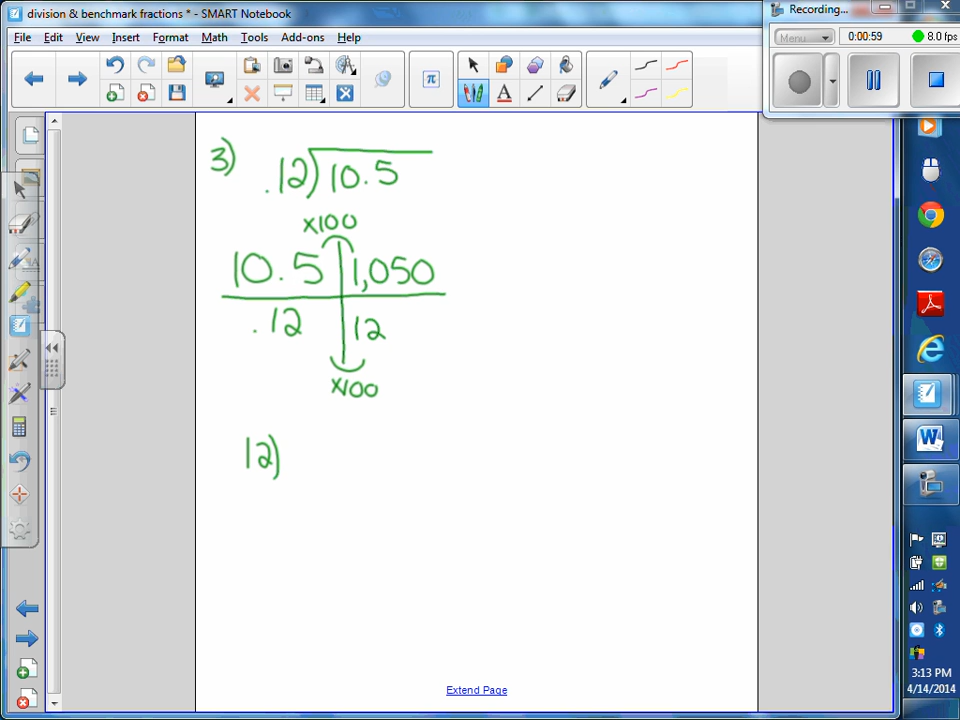 division & benchmark fractions * - SMART Notebook
Recording...
File Edit View Insert Format Math Tools Add-ons Help
Menu 0:00:59 8.0 fps
π
A
3) .12)10.5
x100
10.5 1,050
.12 12
x100
12)
Extend Page
3:13 PM
4/14/2014